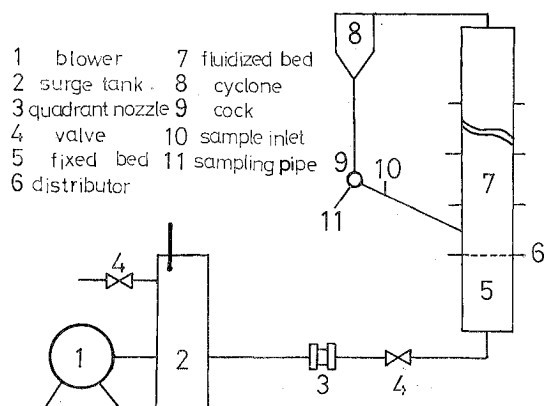 1 blower 7 fluidized bed
2 surge tank 8 cyclone
3 quadrant nozzle 9 cock
4 valve 10 sample inlet
5 fixed bed 11 sampling pipe
6 distributor
8
9
10
11
7
6
5
4
1
2
3
4